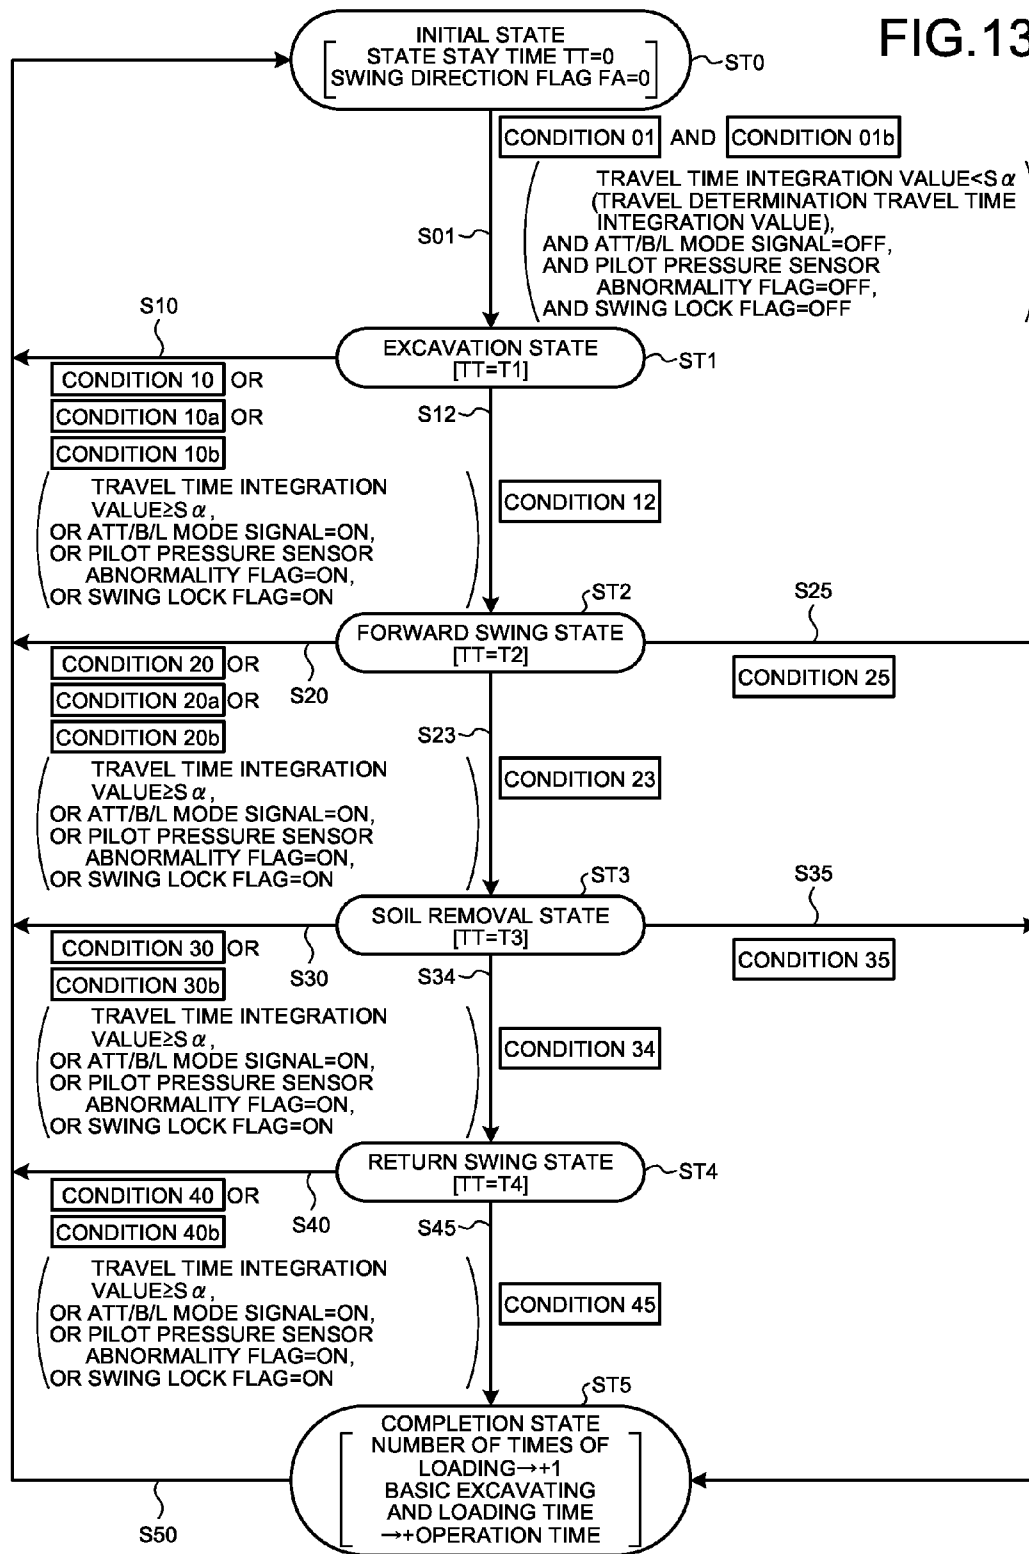 FIG.13
INITIAL STATE
STATE STAY TIME TT=0
SWING DIRECTION FLAG FA=0
ST0
CONDITION 01 AND CONDITION 01b
TRAVEL TIME INTEGRATION VALUE<Sα
(TRAVEL DETERMINATION TRAVEL TIME
INTEGRATION VALUE),
AND ATT/B/L MODE SIGNAL=OFF,
AND PILOT PRESSURE SENSOR
ABNORMALITY FLAG=OFF,
AND SWING LOCK FLAG=OFF
S01
S10
EXCAVATION STATE
[TT=T1]
ST1
CONDITION 10 OR
CONDITION 10a OR
CONDITION 10b
TRAVEL TIME INTEGRATION
VALUE≥Sα,
OR ATT/B/L MODE SIGNAL=ON,
OR PILOT PRESSURE SENSOR
ABNORMALITY FLAG=ON,
OR SWING LOCK FLAG=ON
S12
CONDITION 12
ST2
S25
FORWARD SWING STATE
[TT=T2]
CONDITION 20 OR
CONDITION 20a OR
CONDITION 20b
S20
CONDITION 25
TRAVEL TIME INTEGRATION
VALUE≥Sα,
OR ATT/B/L MODE SIGNAL=ON,
OR PILOT PRESSURE SENSOR
ABNORMALITY FLAG=ON,
OR SWING LOCK FLAG=ON
S23
CONDITION 23
ST3
S35
SOIL REMOVAL STATE
[TT=T3]
CONDITION 30 OR
CONDITION 30b
S30
CONDITION 35
TRAVEL TIME INTEGRATION
VALUE≥Sα,
OR ATT/B/L MODE SIGNAL=ON,
OR PILOT PRESSURE SENSOR
ABNORMALITY FLAG=ON,
OR SWING LOCK FLAG=ON
S34
CONDITION 34
RETURN SWING STATE
[TT=T4]
ST4
CONDITION 40 OR
CONDITION 40b
S40
TRAVEL TIME INTEGRATION
VALUE≥Sα,
OR ATT/B/L MODE SIGNAL=ON,
OR PILOT PRESSURE SENSOR
ABNORMALITY FLAG=ON,
OR SWING LOCK FLAG=ON
S45
CONDITION 45
ST5
COMPLETION STATE
NUMBER OF TIMES OF
LOADING→+1
BASIC EXCAVATING
AND LOADING TIME
→+OPERATION TIME
S50